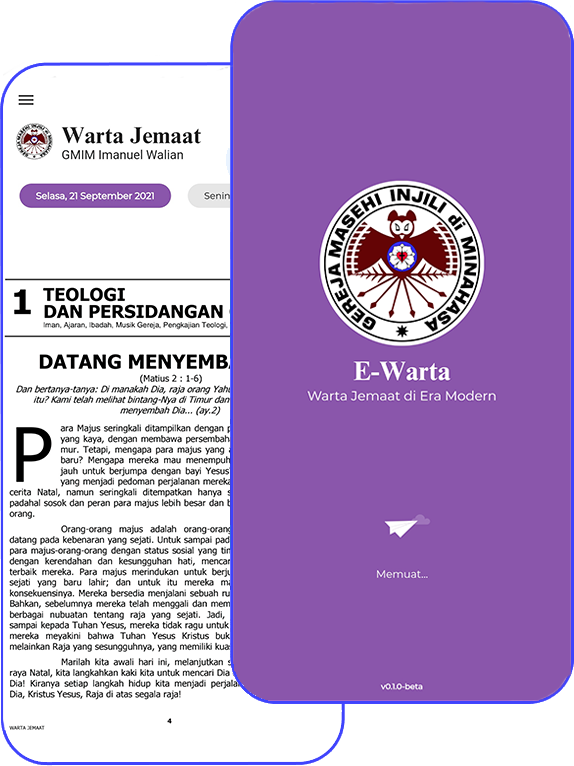 Warta Jemaat
GMIM Imanuel Walian
Selasa, 21 September 2021
Senin
1 TEOLOGI
DAN PERSIDANGAN
Iman, Ajaran, Ibadah, Musik Gereja, Pengkajian Teologi,
DATANG MENYEMBA
(Matius 2 : 1-6)
Dan bertanya-tanya: Di manakah Dia, raja orang Yahu
itu? Kami telah melihat bintang-Nya di Timur dan
menyembah Dia... (ay.2)
Para Majus seringkali ditampilkan dengan p
yang kaya, dengan membawa persembah
mur. Tetapi, mengapa para majus yang
baru? Mengapa mereka mau menempuh
jauh untuk berjumpa dengan bayi Yesus
yang menjadi pedoman perjalanan mereka
cerita Natal, namun seringkali ditempatkan hanya s
padahal sosok dan peran para majus lebih besar dan b
orang.
Orang-orang majus adalah orang-orang
datang pada kebenaran yang sejati. Untuk sampai pad
para majus-orang-orang dengan status sosial yang tin
dengan kerendahan dan kesungguhan hati, mencar
terbaik mereka. Para majus merindukan untuk berju
sejati yang baru lahir; dan untuk itu mereka ma
konsekuensinya. Mereka bersedia menjalani sebuah ru
Bahkan, sebelumnya mereka telah menggali dan mem
berbagai nubuatan tentang raja yang sejati. Jadi,
sampai kepada Tuhan Yesus, mereka tidak ragu untuk
mereka meyakini bahwa Tuhan Yesus Kristus buk
melainkan Raja yang sesungguhnya, yang memiliki kuas
Marilah kita awali hari ini, melanjutkan s
raya Natal, kita langkahkan kaki kita untuk mencari Dia
Dia! Kiranya setiap langkah hidup kita menjadi perjalan
Dia, Kristus Yesus, Raja di atas segala raja!
4
WARTA JEMAAT
GEREJA MASEHI INJILI di MINAHASA
E-Warta
Warta Jemaat di Era Modern
Memuat...
v0.1.0-beta